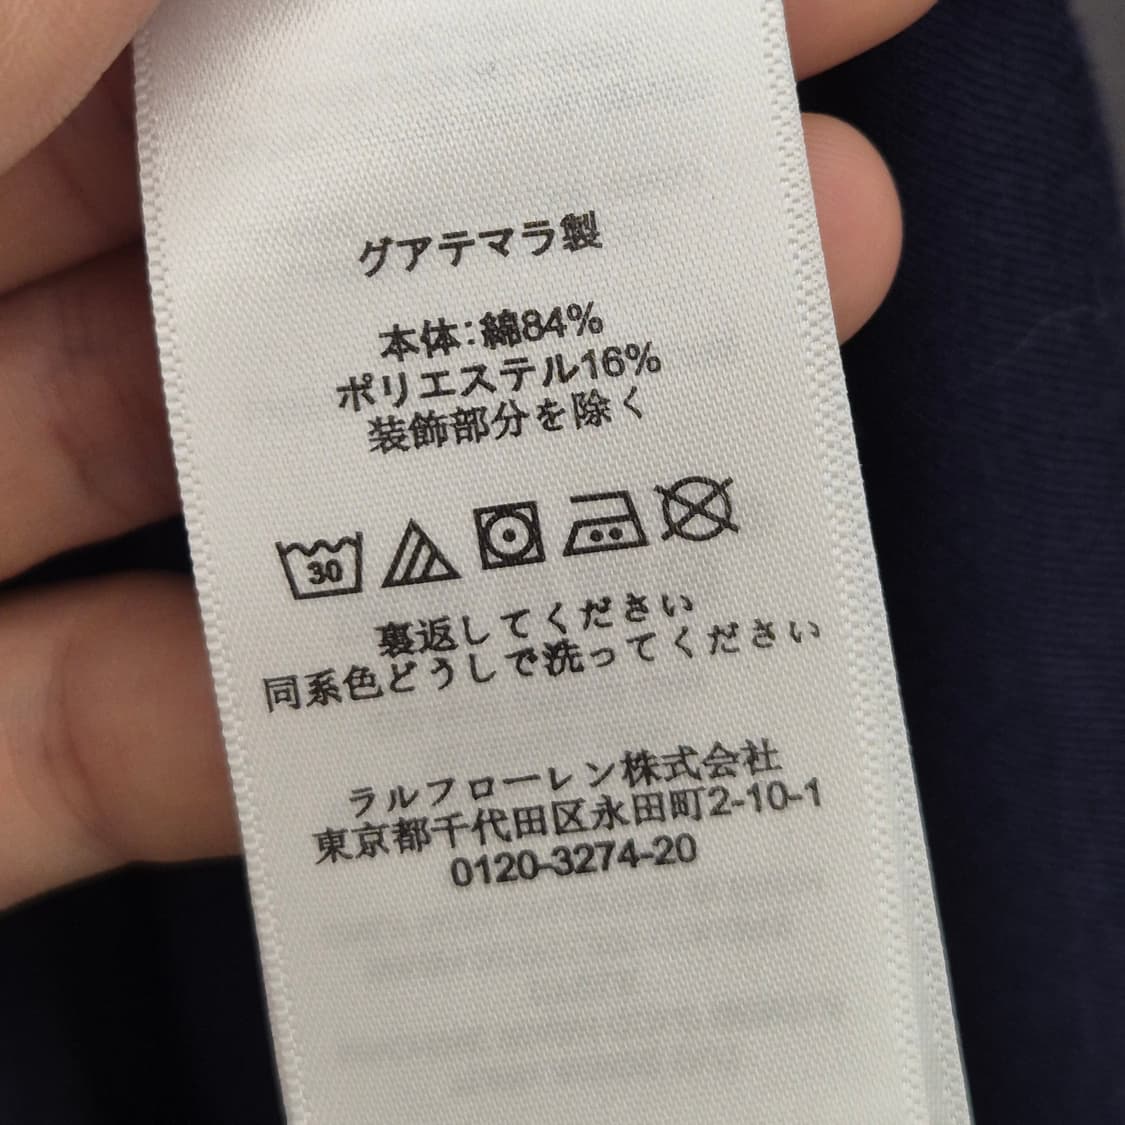 グアテマラ製
本体:綿84%
ポリエステル16%
装飾部分を除く
30
裏返してください
同系色どうしで洗ってください
ラルフローレン株式会社
東京都千代田区永田町2-10-1
0120-3274-20